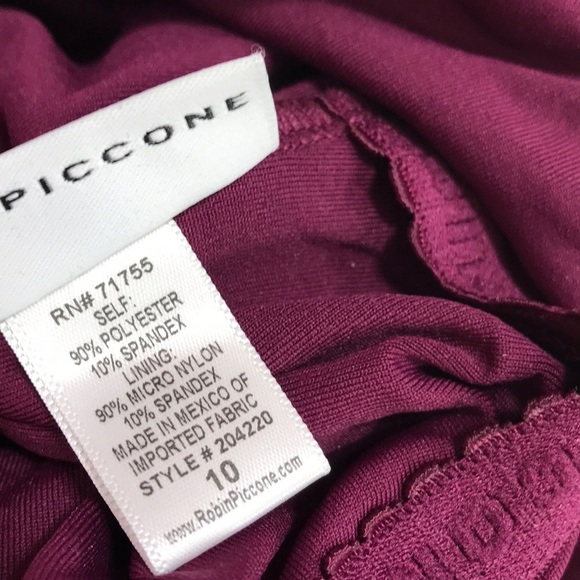 PICCONE
RN# 71755
SELF:
90% POLYESTER
10% SPANDEX
LINING:
90% MICRO NYLON
10% SPANDEX
MADE IN MEXICO OF
IMPORTED FABRIC
STYLE # 204220
10
www.RobinPiccone.com